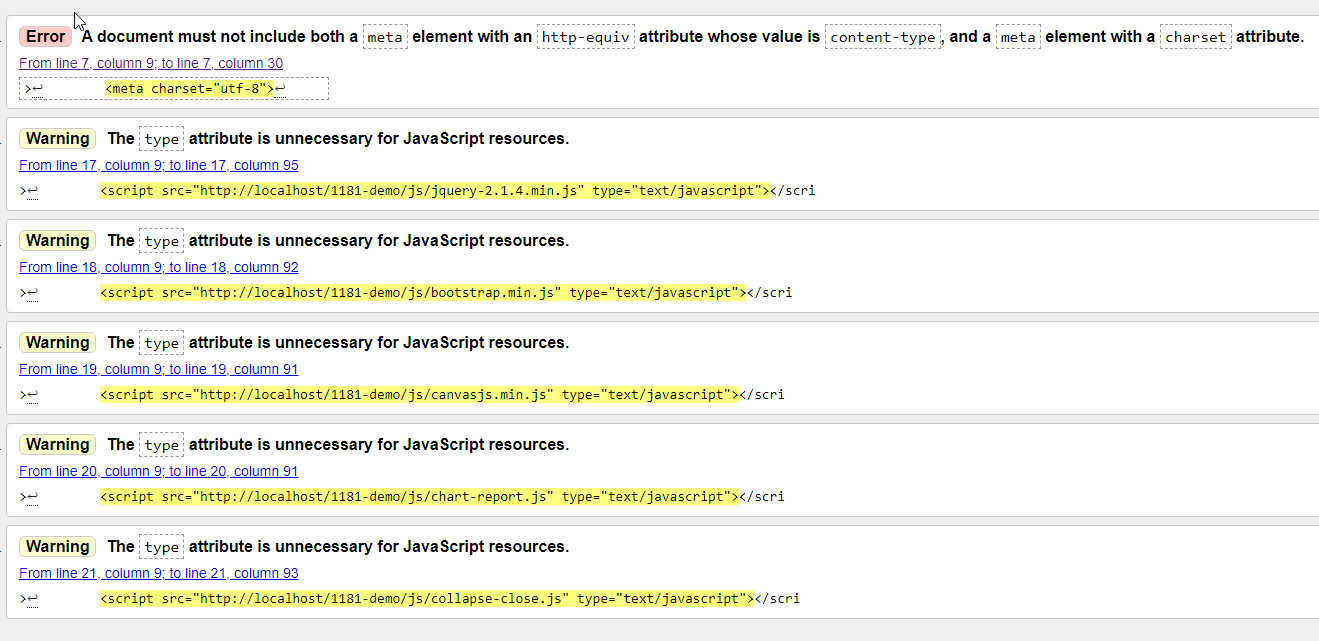 Error A document must not include both a meta element with an http-equiv attribute whose value is content-type, and a meta element with a charset attribute.
From line 7, column 9; to line 7, column 30
>↩ <meta charset="utf-8">↩
Warning The type attribute is unnecessary for JavaScript resources.
From line 17, column 9; to line 17, column 95
>↩ <script src="http://localhost/1181-demo/js/jquery-2.1.4.min.js" type="text/javascript"></scri
Warning The type attribute is unnecessary for JavaScript resources.
From line 18, column 9; to line 18, column 92
>↩ <script src="http://localhost/1181-demo/js/bootstrap.min.js" type="text/javascript"></scri
Warning The type attribute is unnecessary for JavaScript resources.
From line 19, column 9; to line 19, column 91
>↩ <script src="http://localhost/1181-demo/js/canvasjs.min.js" type="text/javascript"></scri
Warning The type attribute is unnecessary for JavaScript resources.
From line 20, column 9; to line 20, column 91
>↩ <script src="http://localhost/1181-demo/js/chart-report.js" type="text/javascript"></scri
Warning The type attribute is unnecessary for JavaScript resources.
From line 21, column 9; to line 21, column 93
>↩ <script src="http://localhost/1181-demo/js/collapse-close.js" type="text/javascript"></scri